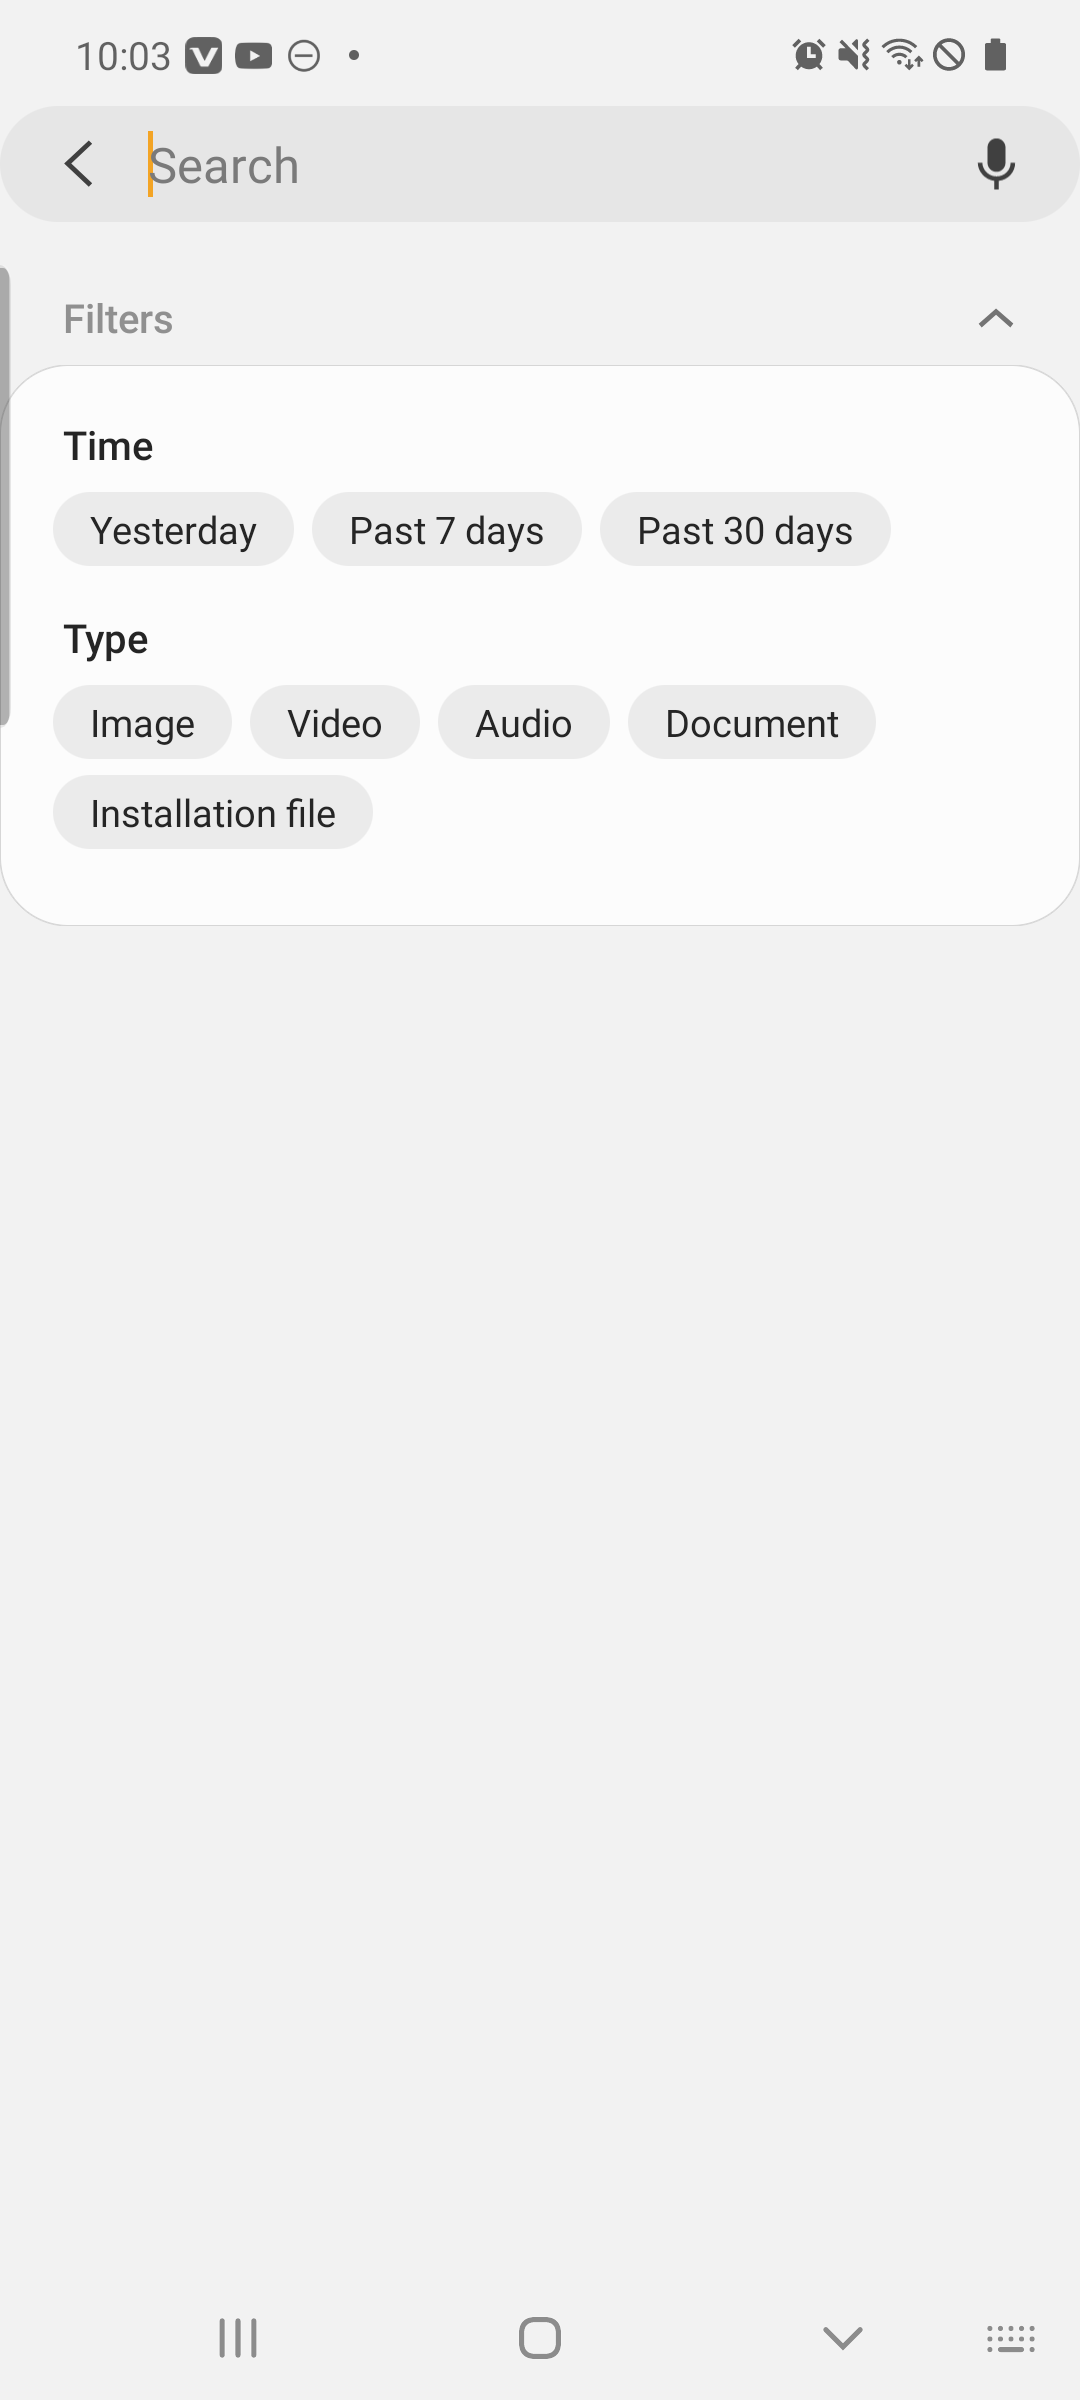 10:03
Search
Filters
Time
Yesterday Past 7 days Past 30 days
Type
Image Video Audio Document
Installation file